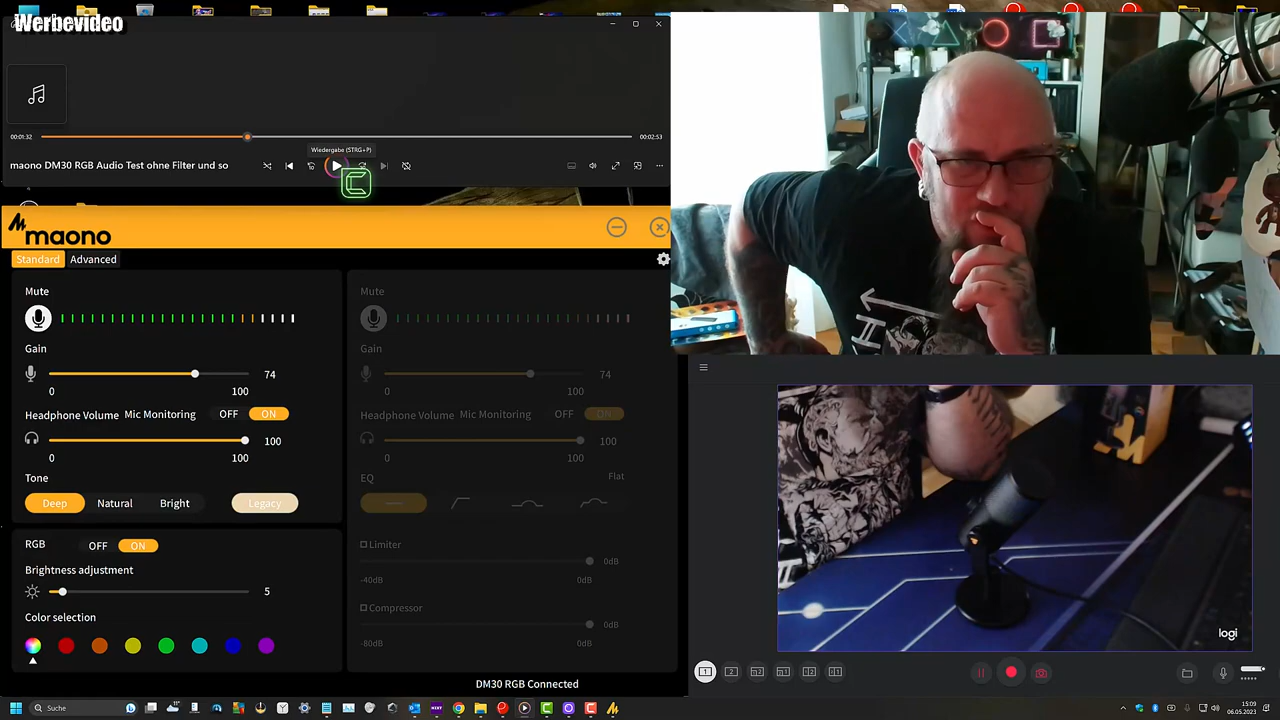 Werbevideo
00:01:32
00:02:53
Wiedergabe (STRG+P)
maono DM30 RGB Audio Test ohne Filter und so
maono
Standard Advanced
Mute
Mute
Gain
Gain
74
74
0 100
0 100
Headphone Volume Mic Monitoring OFF ON
Headphone Volume Mic Monitoring OFF ON
100
100
0 100
0 100
Tone
EQ Flat
Deep Natural Bright Legacy
RGB OFF ON
Limiter
0dB
-40dB 0dB
Brightness adjustment
5
Compressor
0dB
-80dB 0dB
Color selection
DM30 RGB Connected
logi
Suche
15:09
06.05.2023